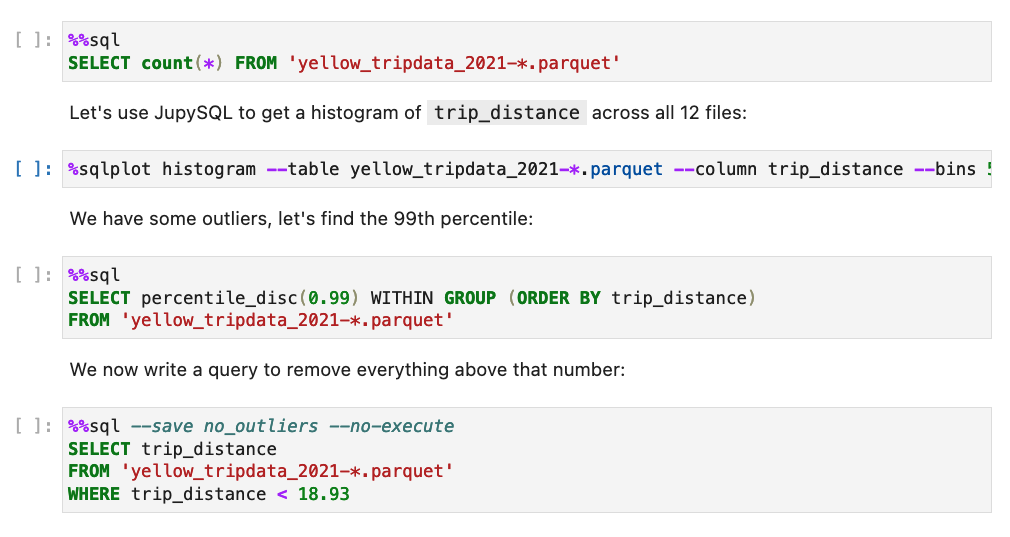 [ ]: %%sql
SELECT count(*) FROM 'yellow_tripdata_2021-*.parquet'
Let's use JupySQL to get a histogram of trip_distance across all 12 files:
[ ]: %sqlplot histogram --table yellow_tripdata_2021-*.parquet --column trip_distance --bins
We have some outliers, let's find the 99th percentile:
[ ]: %%sql
SELECT percentile_disc(0.99) WITHIN GROUP (ORDER BY trip_distance)
FROM 'yellow_tripdata_2021-*.parquet'
We now write a query to remove everything above that number:
[ ]: %%sql --save no_outliers --no-execute
SELECT trip_distance
FROM 'yellow_tripdata_2021-*.parquet'
WHERE trip_distance < 18.93